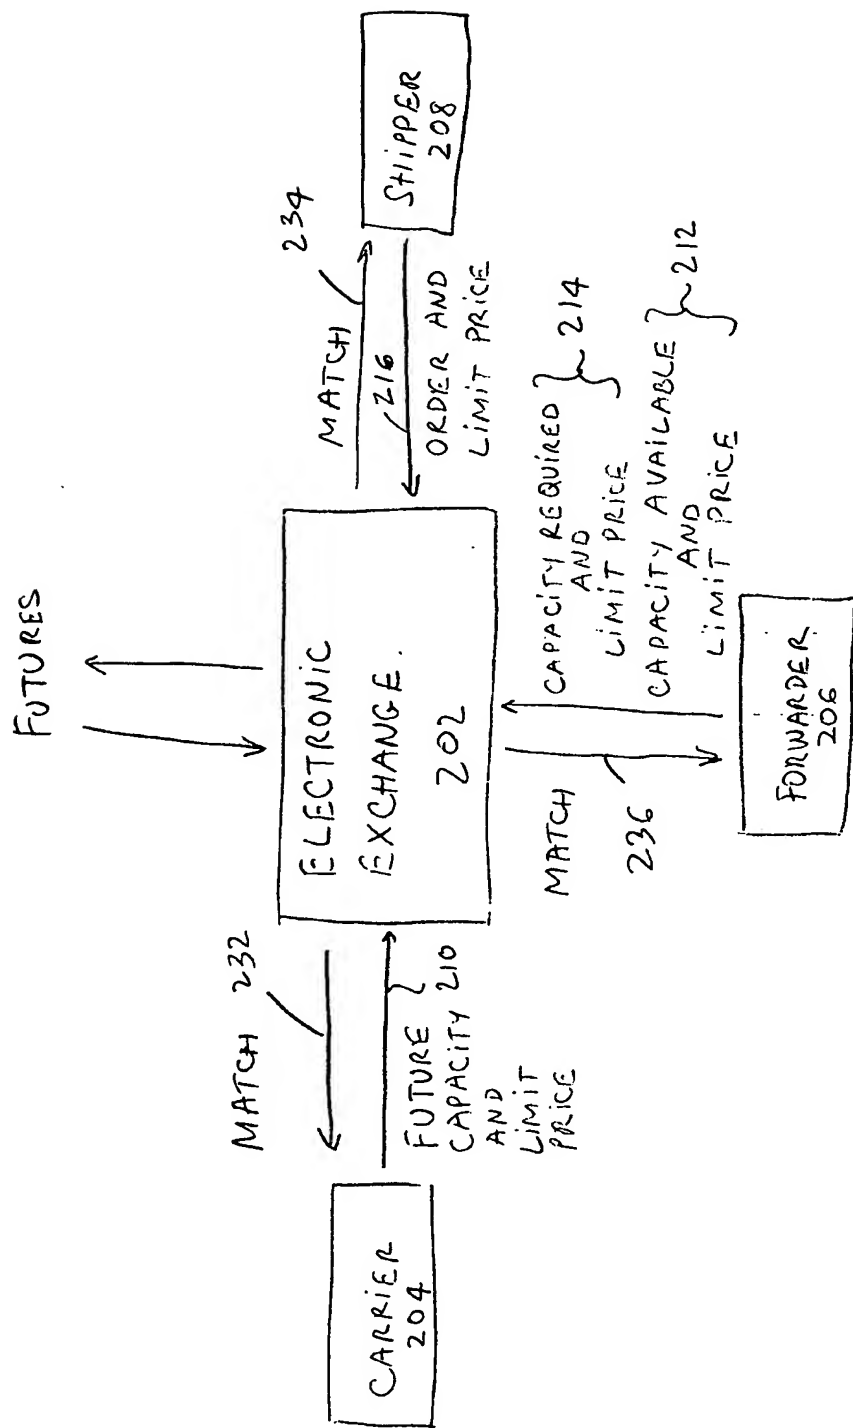 FUTURES
MATCH 232
MATCH
234
216
CARRIER
204
FUTURE
CAPACITY 210
AND
LIMIT
PRICE
ELECTRONIC
EXCHANGE.
202
ORDER AND
LIMIT PRICE
SHIPPER
208
MATCH
236
CAPACITY REQUIRED
AND
LIMIT PRICE
214
CAPACITY AVAILABLE
AND
LIMIT PRICE
212
FORWARDER
206